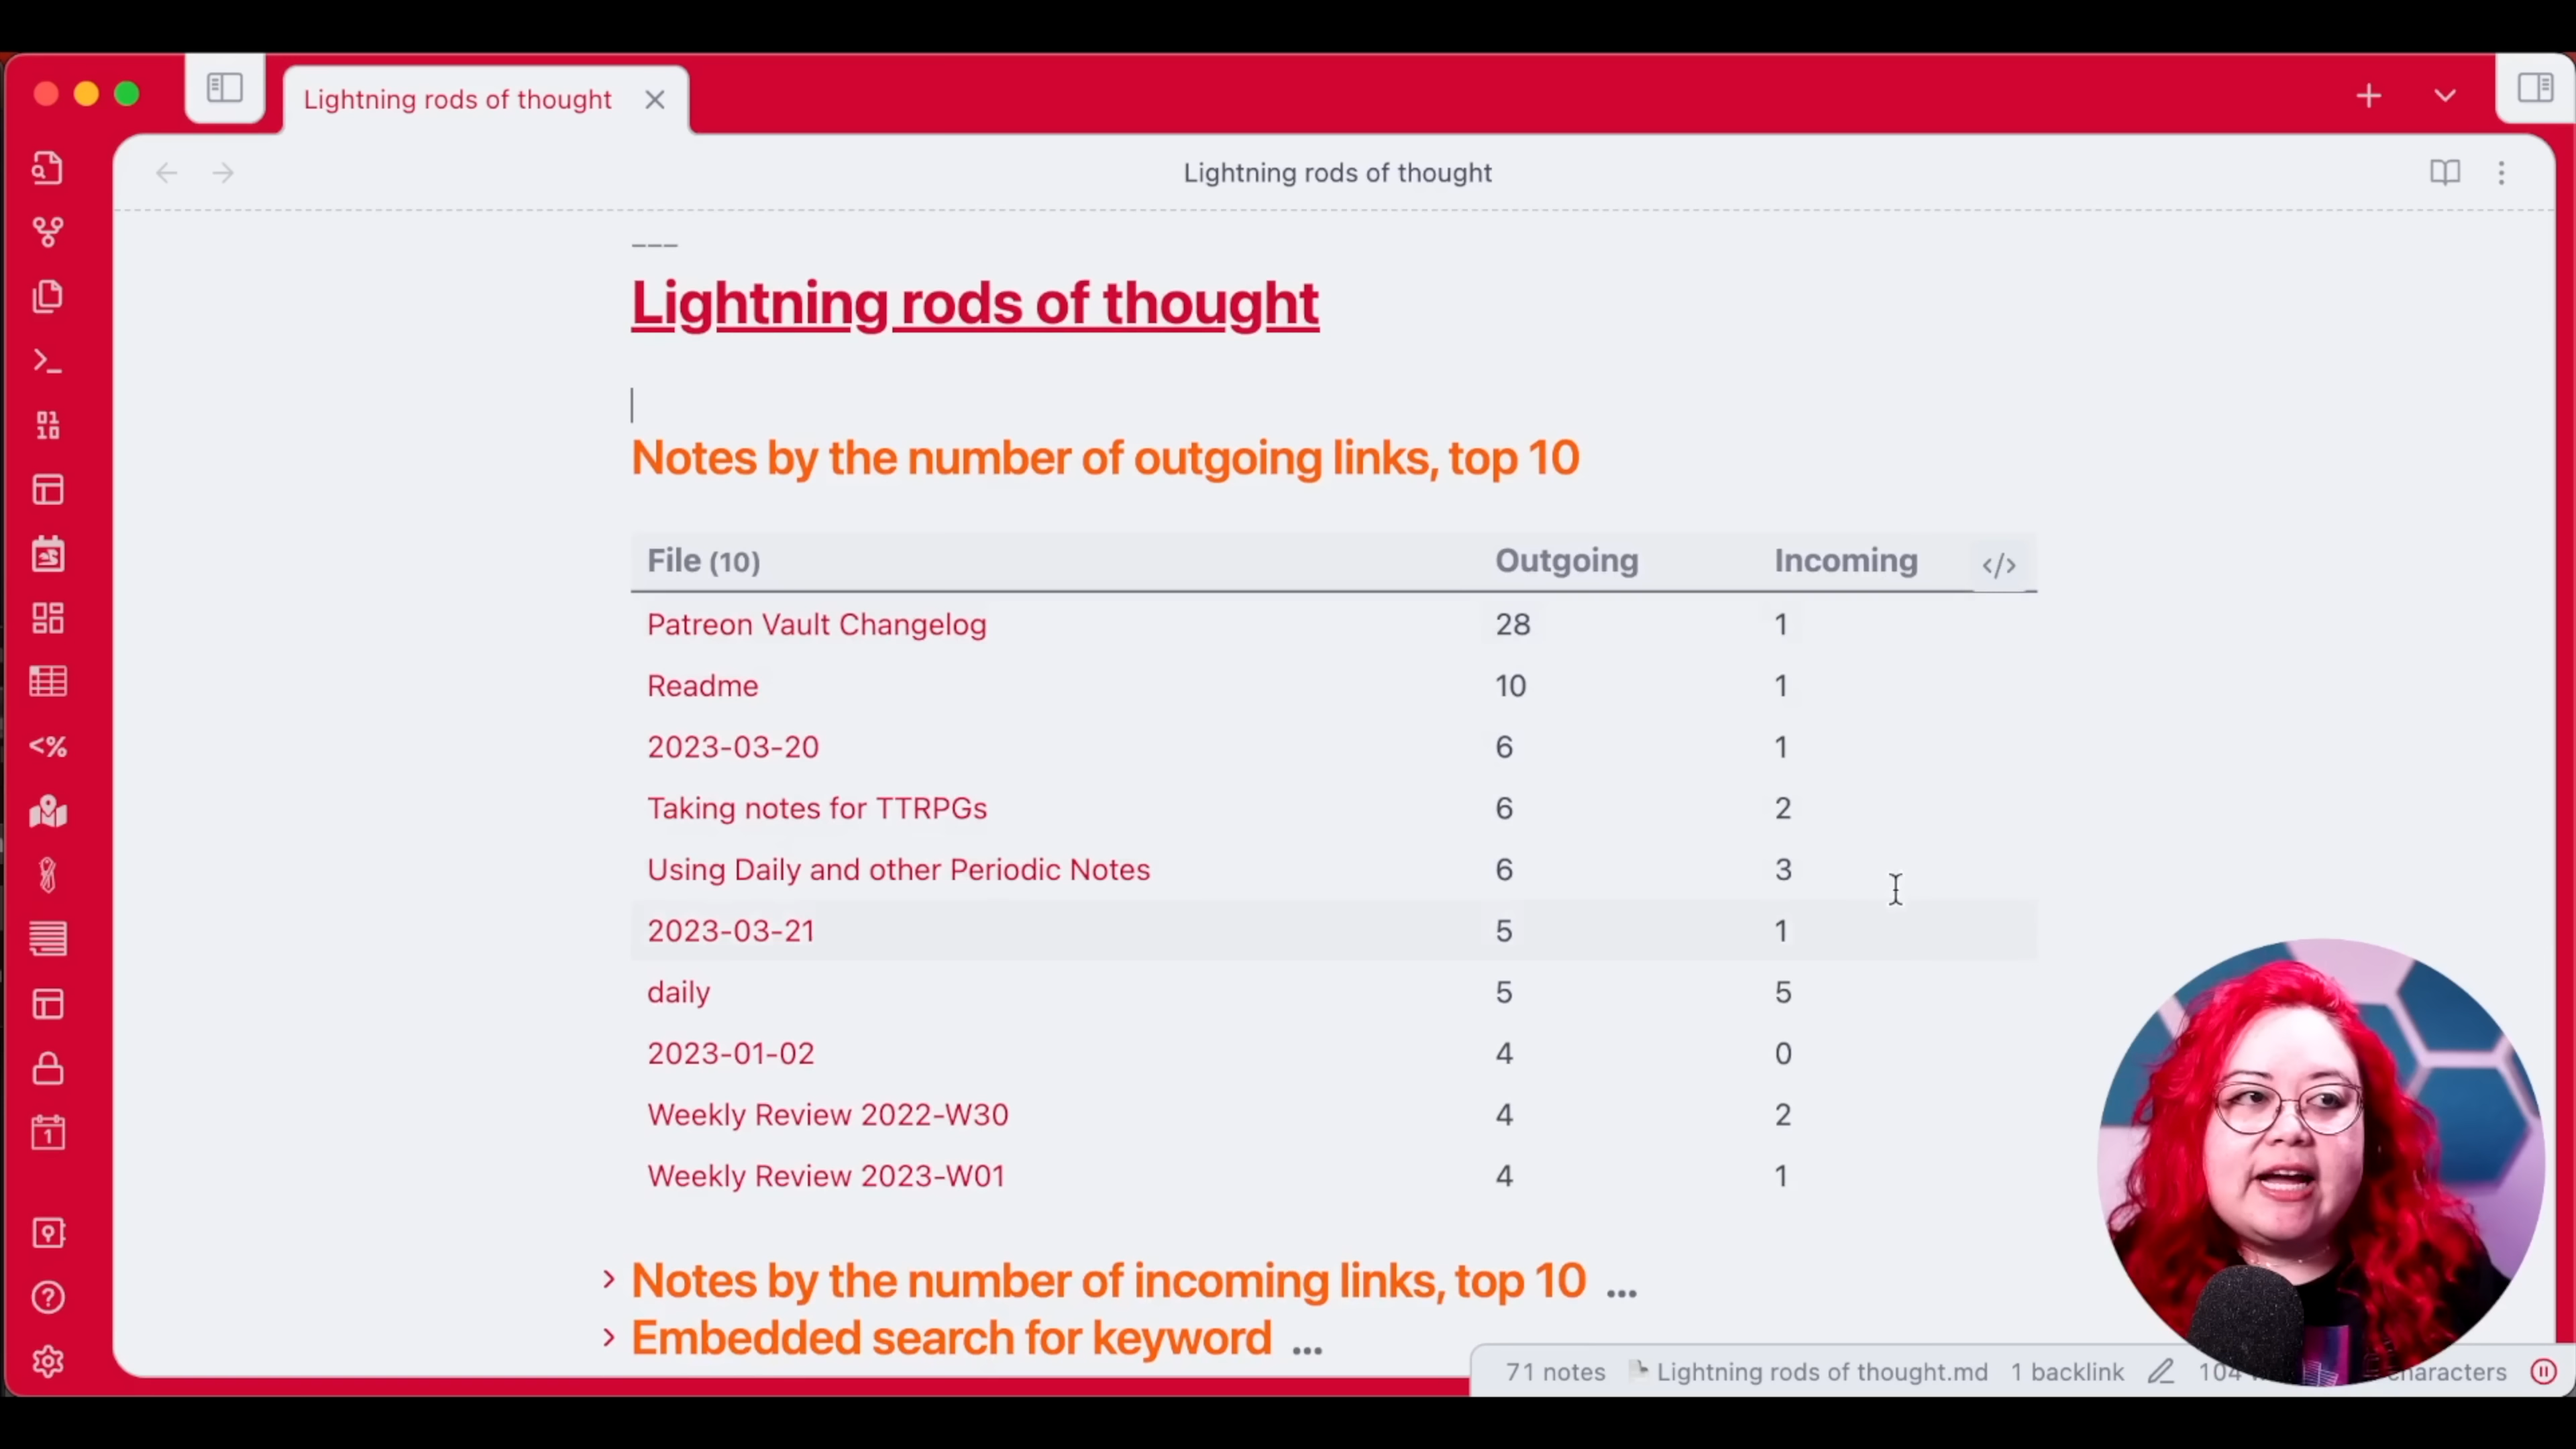 Lightning rods of thought
Lightning rods of thought
---
Lightning rods of thought
Notes by the number of outgoing links, top 10
File (10) Outgoing Incoming </>
Patreon Vault Changelog 28 1
Readme 10 1
2023-03-20 6 1
Taking notes for TTRPGs 6 2
Using Daily and other Periodic Notes 6 3
2023-03-21 5 1
daily 5 5
2023-01-02 4 0
Weekly Review 2022-W30 4 2
Weekly Review 2023-W01 4 1
Notes by the number of incoming links, top 10 ...
Embedded search for keyword ...
71 notes Lightning rods of thought.md 1 backlink 104 characters